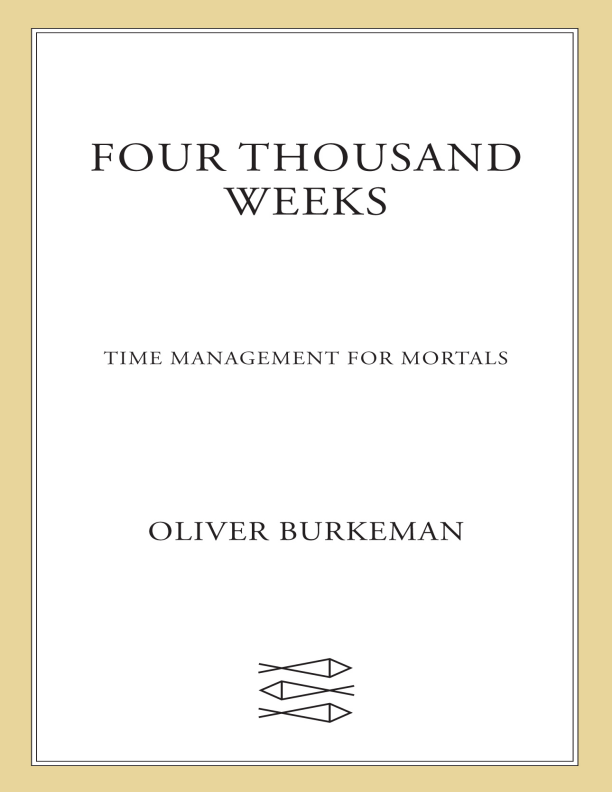 FOUR THOUSAND
WEEKS
TIME MANAGEMENT FOR MORTALS
OLIVER BURKEMAN